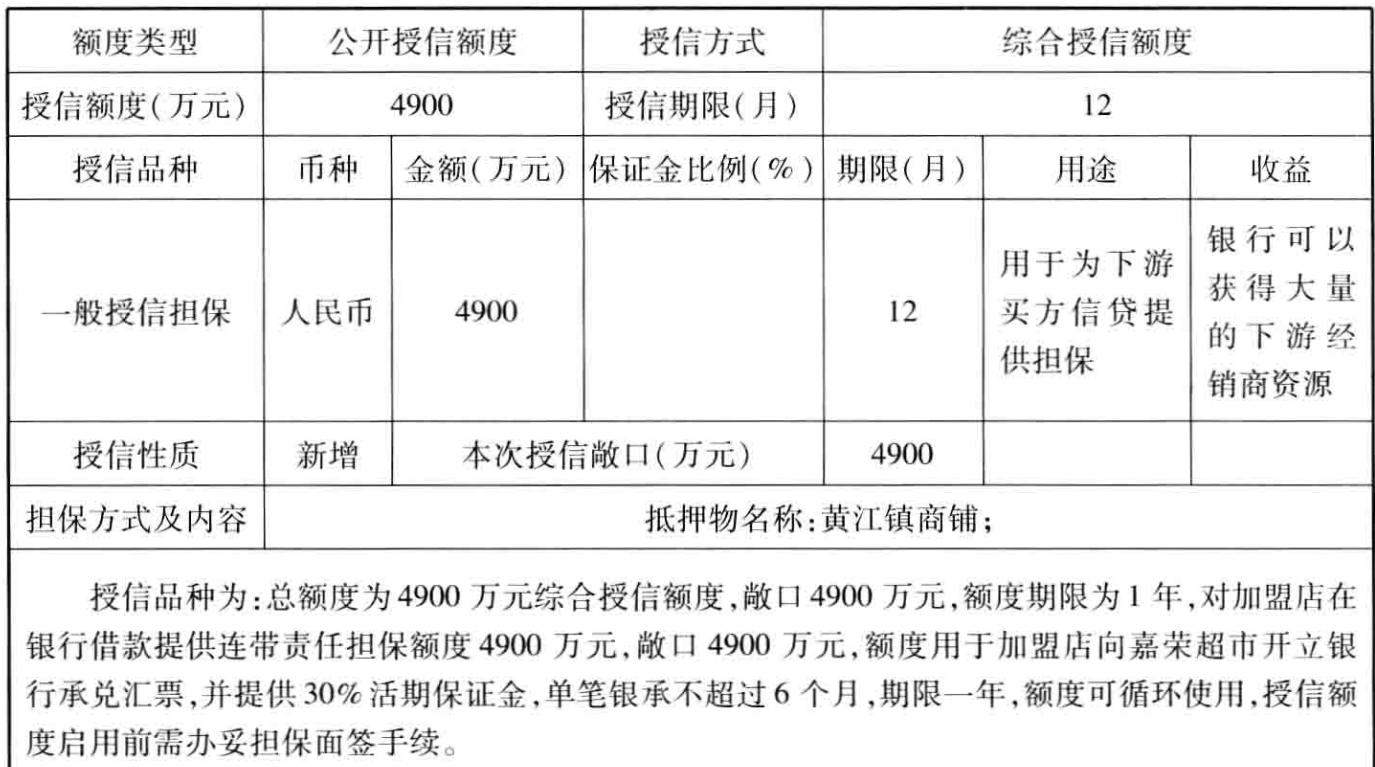 额度类型 公开授信额度 授信方式 综合授信额度
授信额度(万元) 4900 授信期限(月) 12
授信品种 币种 金额(万元) 保证金比例(%) 期限(月) 用途 收益
一般授信担保 人民币 4900 12
用于为下游
买方信贷提
供担保
银行可以
获得大量
的下游经
销商资源
授信性质 新增 本次授信敞口(万元) 4900
担保方式及内容 抵押物名称:黄江镇商铺;
授信品种为:总额度为4900 万元综合授信额度,敞口4900 万元,额度期限为1 年,对加盟店在
银行借款提供连带责任担保额度 4900 万元,敞口 4900 万元,额度用于加盟店向嘉荣超市开立银
行承兑汇票,并提供 30% 活期保证金,单笔银承不超过 6 个月,期限一年,额度可循环使用,授信额
度启用前需办妥担保面签手续。